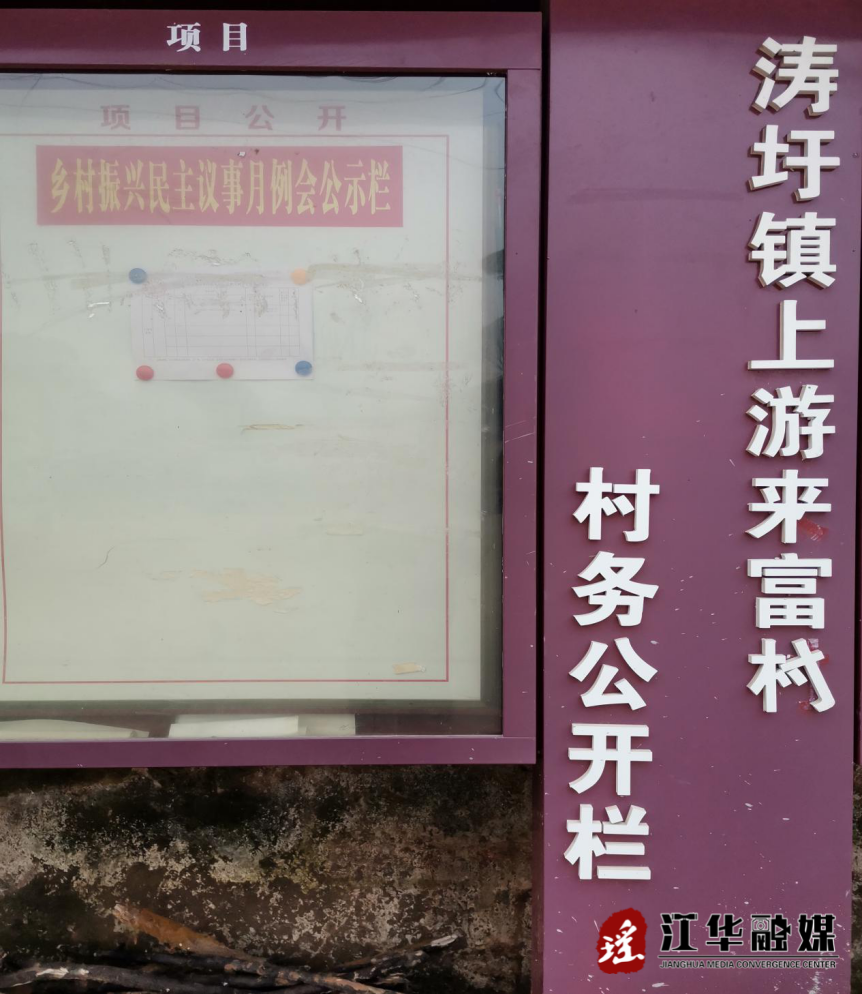 项目
项目公开
乡村振兴民主议事月例会公示栏
涛圩镇上游来富村
村务公开栏
瑶
江华融媒
JIANGHUA MEDIA CONVERGENCE CENTER